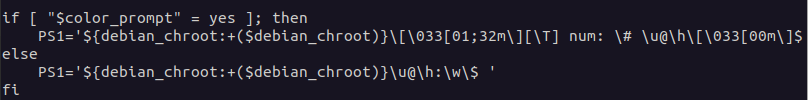 if [ "$color_prompt" = yes ]; then
    PS1='${debian_chroot:+($debian_chroot)}\[\033[01;32m\][\T] num: \# \u@\h\[\033[00m\]$
else
    PS1='${debian_chroot:+($debian_chroot)}\u@\h:\w\$ '
fi